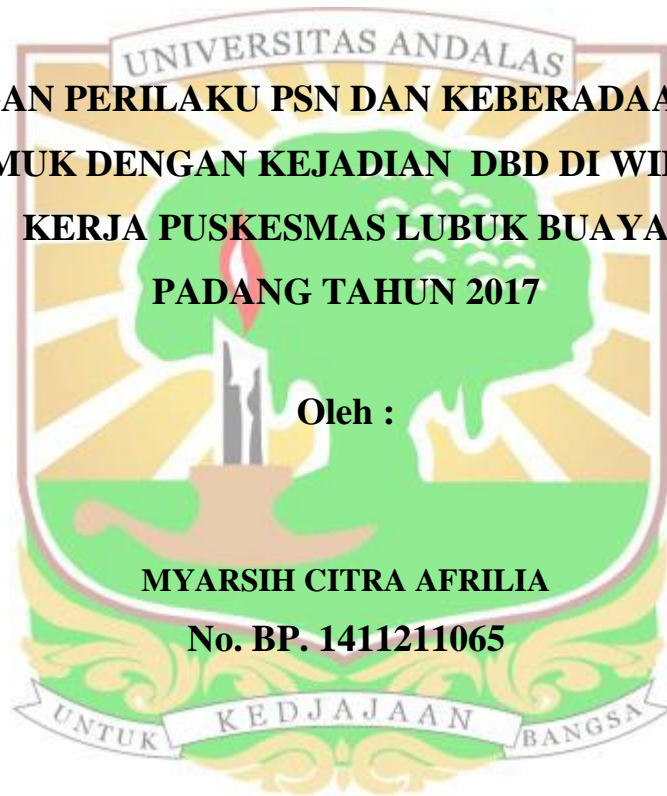 UNIVERSITAS ANDALAS
GAN PERILAKU PSN DAN KEBERADAA
MUK DENGAN KEJADIAN DBD DI WI
KERJA PUSKESMAS LUBUK BUAYA
PADANG TAHUN 2017
Oleh :
MYARSIH CITRA AFRILIA
No. BP. 1411211065
UNTUK KEDJAJAAN BANGSA